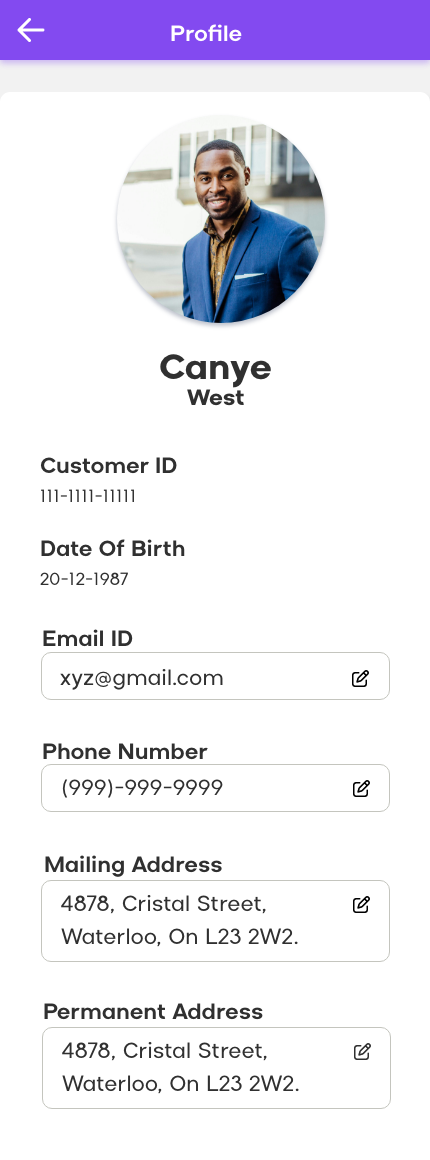 Profile
Canye
West
Customer ID
111-1111-11111
Date Of Birth
20-12-1987
Email ID
xyz@gmail.com
Phone Number
(999)-999-9999
Mailing Address
4878, Cristal Street,
Waterloo, On L23 2W2.
Permanent Address
4878, Cristal Street,
Waterloo, On L23 2W2.